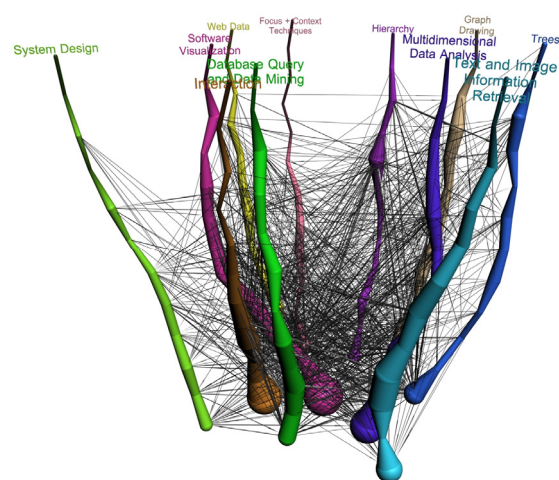 System Design
Web Data
Software
Visualization
Focus + Context
Techniques
Database Query
and Data Mining
Interaction
Hierarchy
Multidimensional
Data Analysis
Graph
Drawing
Text and Image
Information
Retrieval
Trees